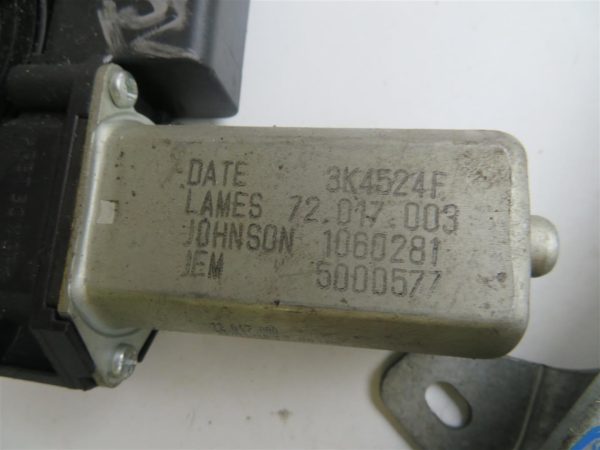 DATE 3K4524F
LAMES 72.017.003
JOHNSON 1060281
JEM 5000577